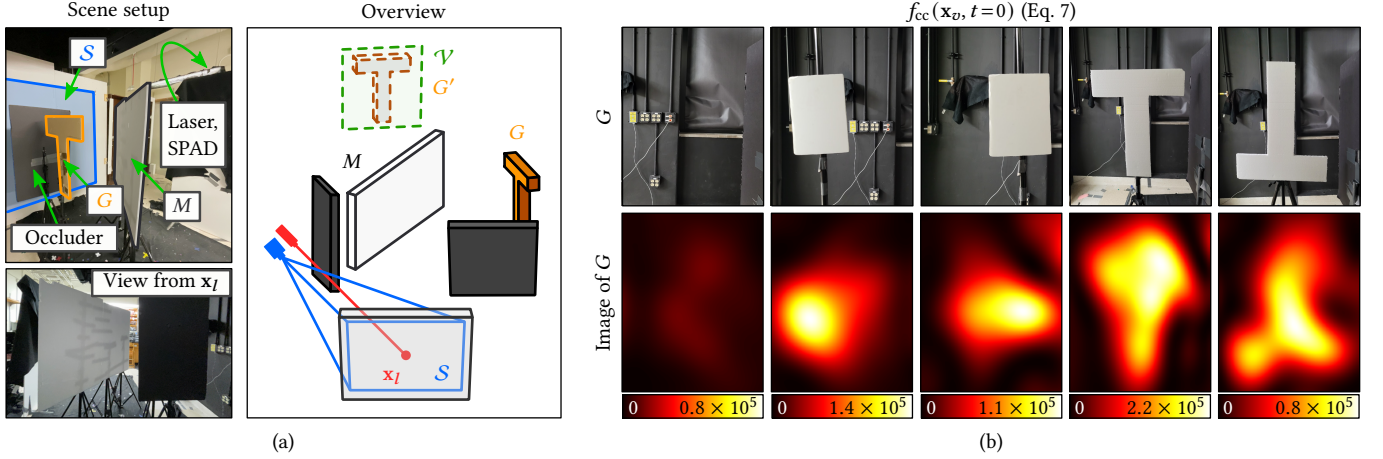 Scene setup
Overview
f_cc(x_v, t=0) (Eq. 7)
S
Laser,
SPAD
G
M
Occluder
View from x_l
V
G′
M
G
x_l
S
G
Image of G
0 0.8 × 10^5
0 1.4 × 10^5
0 1.1 × 10^5
0 2.2 × 10^5
0 0.8 × 10^5
(a)
(b)